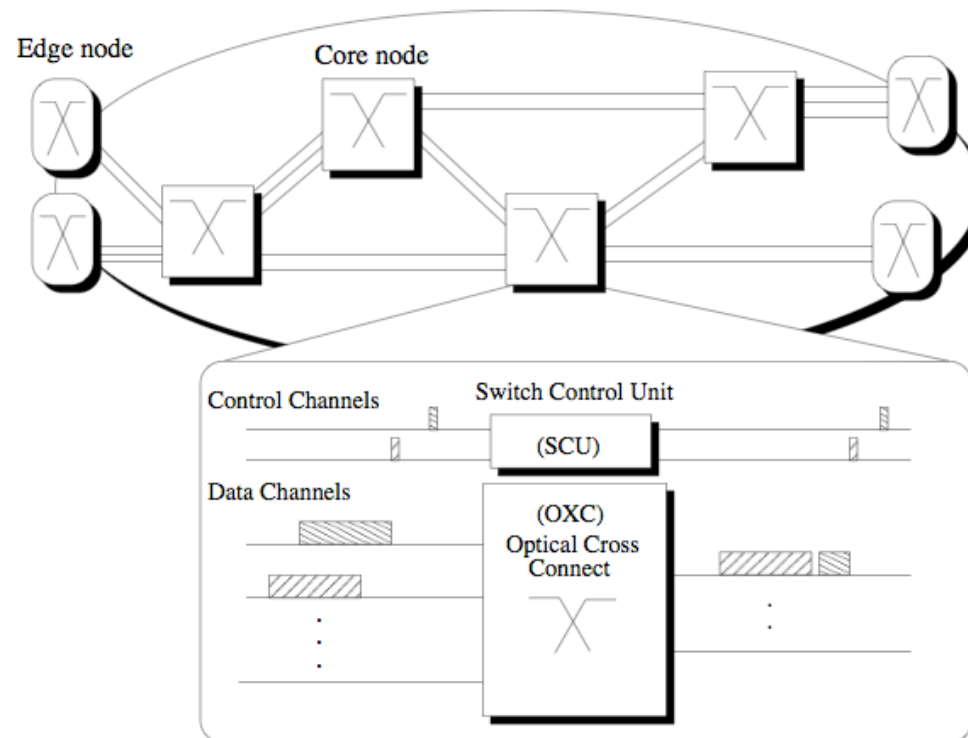 Edge node
Core node
Control Channels
Switch Control Unit
(SCU)
Data Channels
(OXC)
Optical Cross
Connect